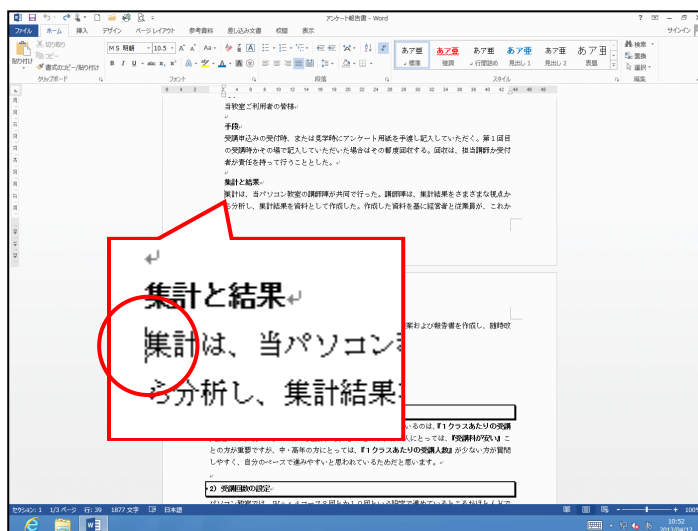 アンケート報告書 - Word
サインイン
ファイル ホーム 挿入 デザイン ページ レイアウト 参考資料 差し込み文書 校閲 表示
貼り付け
切り取り
コピー
書式のコピー/貼り付け
MS 明朝 10.5
あア亜 標準
あア亜 強調
あア亜 行間詰め
あア亜 見出し 1
あア亜 見出し 2
あア亜 表題
検索
置換
選択
クリップボード フォント 段落 スタイル 編集
当教室ご利用者の皆様
手段
受講申込みの受付時、または見学時にアンケート用紙を手渡し記入していただく。第１回目
の受講時かその場で記入していただいた場合はその都度回収する。回収は、担当講師か受付
者が責任を持って行うこととした。
集計と結果
集計は、当パソコン教室の講師陣が共同で行った。講師陣は、集計結果をさまざまな視点か
ら分析し、集計結果を資料として作成した。作成した資料を基に経営者と従業員が、これか
集計と結果
集計は、当パソコン
ら分析し、集計結果
案および報告書を作成し、随時収
いるのは、『１クラスあたりの受講
人にとっては、『受講料が安い』こ
との方が重要ですが、中・高年の方にとっては、『１クラスあたりの受講人数』が少ない方が質問
しやすく、自分のペースで進みやすいと思われているためだと思います。
2）受講回数の設定
セクション: 1 1/3 ページ 行: 39 1877 文字 日本語
100%
10:52
2013/04/12